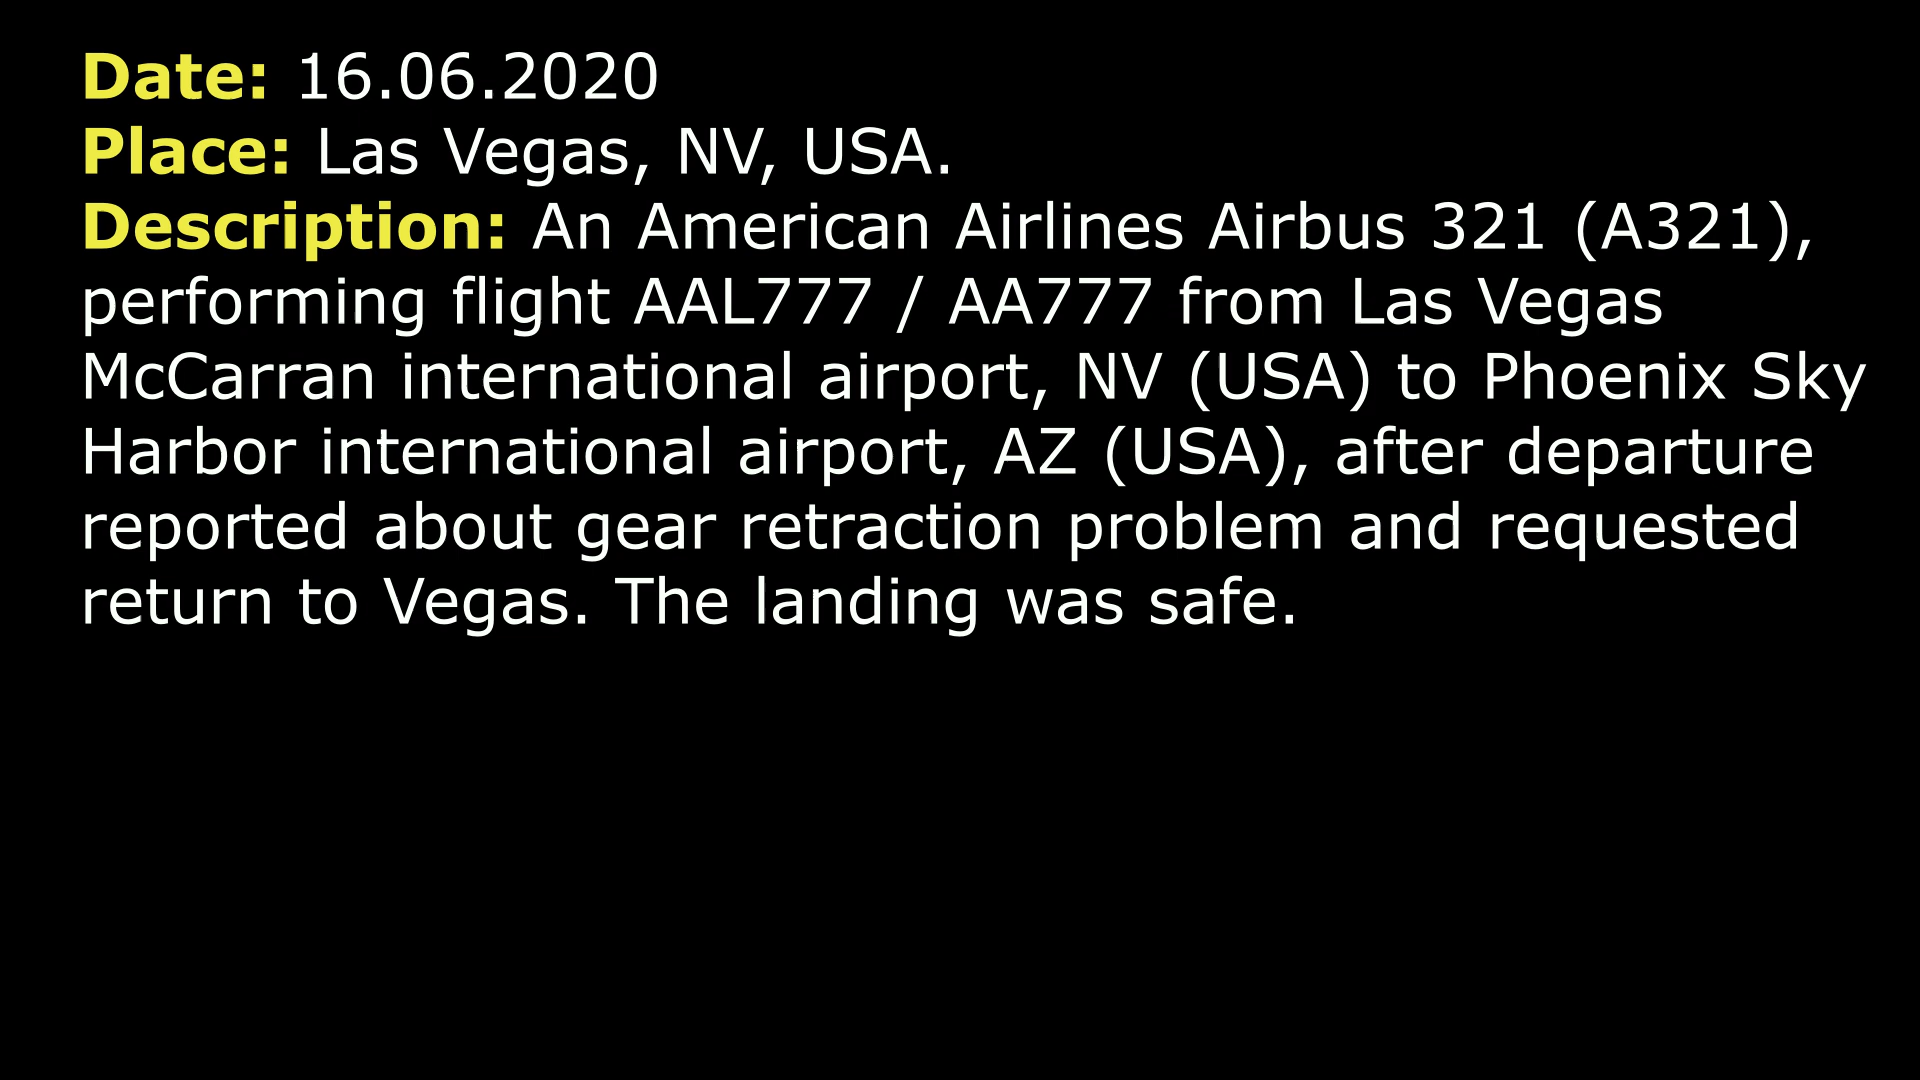 Date: 16.06.2020
Place: Las Vegas, NV, USA.
Description: An American Airlines Airbus 321 (A321),
performing flight AAL777 / AA777 from Las Vegas
McCarran international airport, NV (USA) to Phoenix Sky
Harbor international airport, AZ (USA), after departure
reported about gear retraction problem and requested
return to Vegas. The landing was safe.